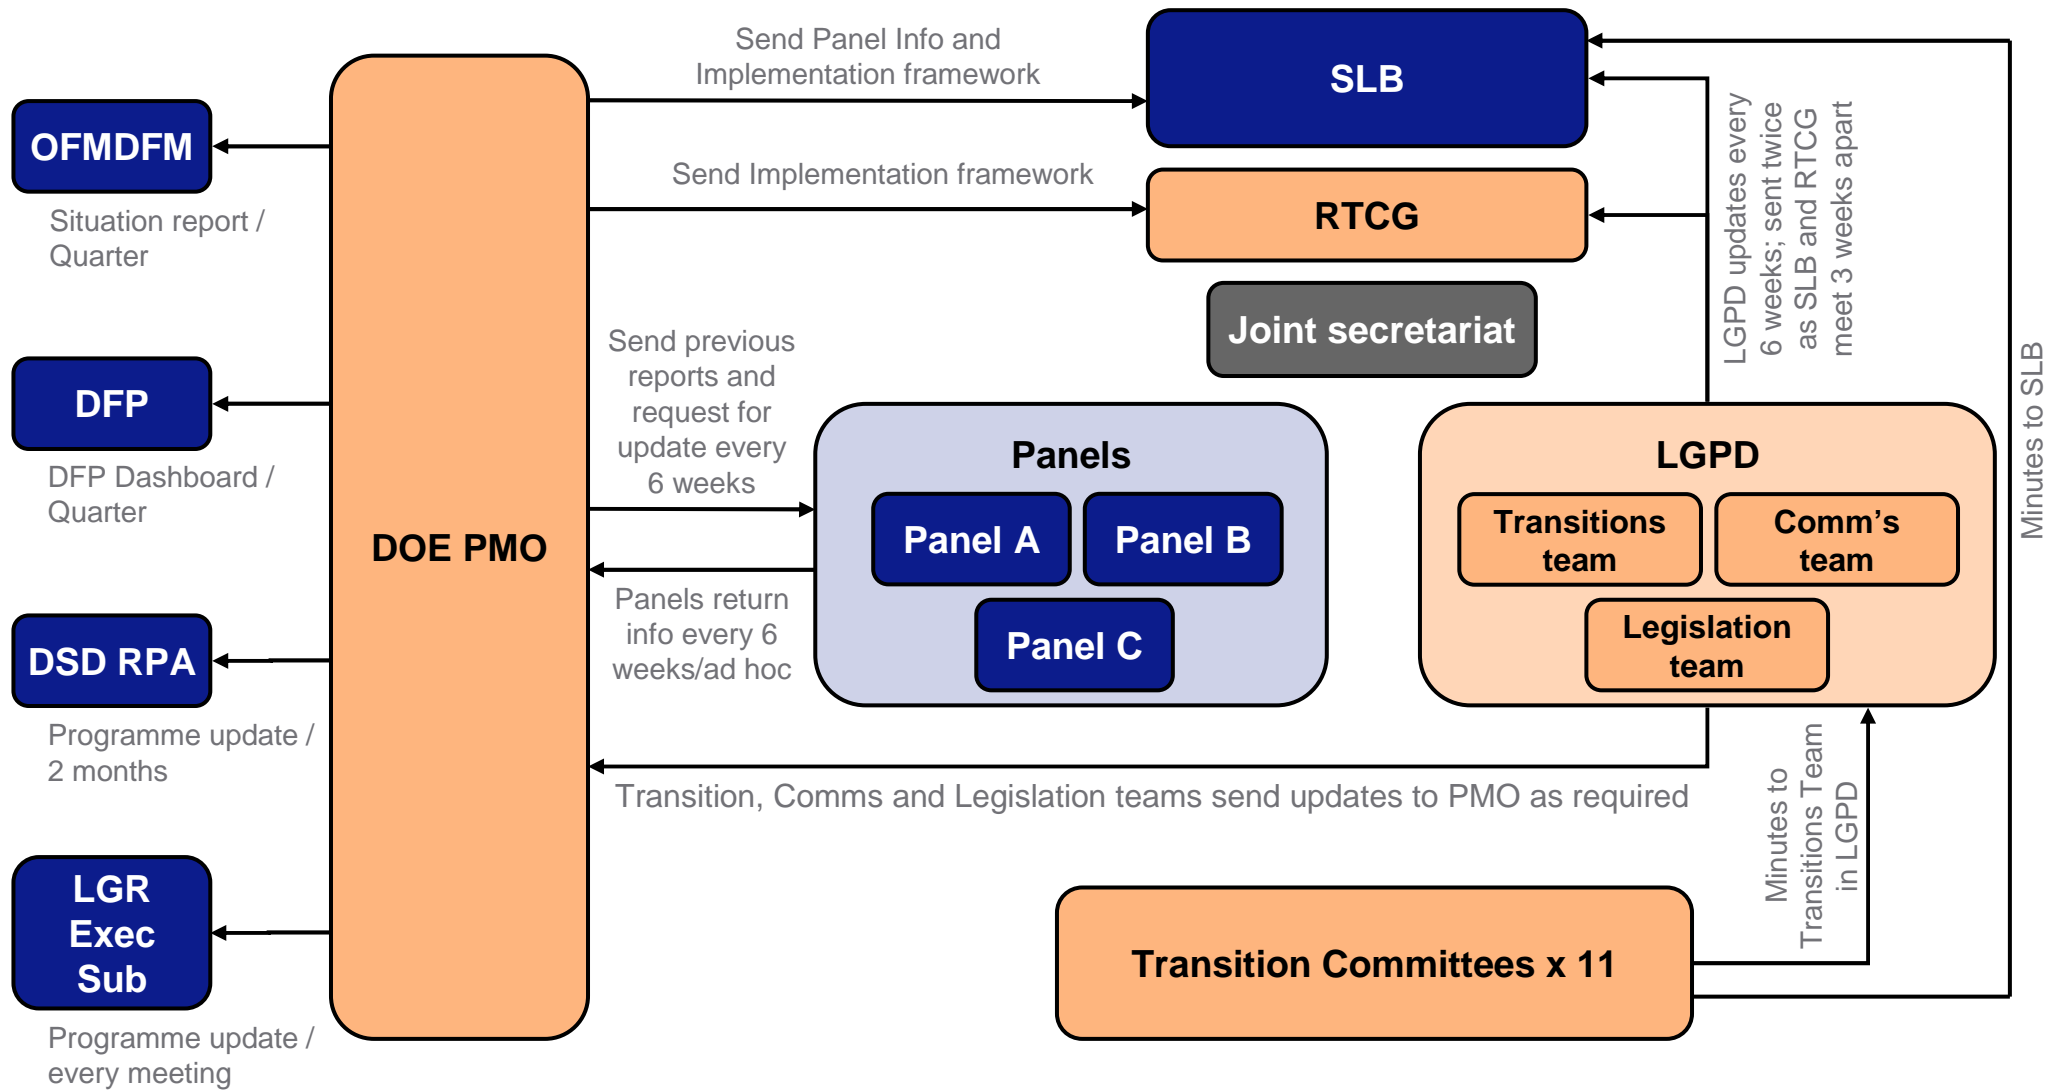 OFMDFM
Situation report /
Quarter
DFP
DFP Dashboard /
Quarter
DSD RPA
Programme update /
2 months
LGR
Exec
Sub
Programme update /
every meeting
DOE PMO
Send Panel Info and
Implementation framework
Send Implementation framework
Send previous
reports and
request for
update every
6 weeks
Panels return
info every 6
weeks/ad hoc
SLB
RTCG
Joint secretariat
Panels
Panel A
Panel B
Panel C
LGPD
Transitions
team
Comm’s
team
Legislation
team
LGPD updates every
6 weeks; sent twice
as SLB and RTCG
meet 3 weeks apart
Minutes to SLB
Transition, Comms and Legislation teams send updates to PMO as required
Minutes to
Transitions Team
in LGPD
Transition Committees x 11